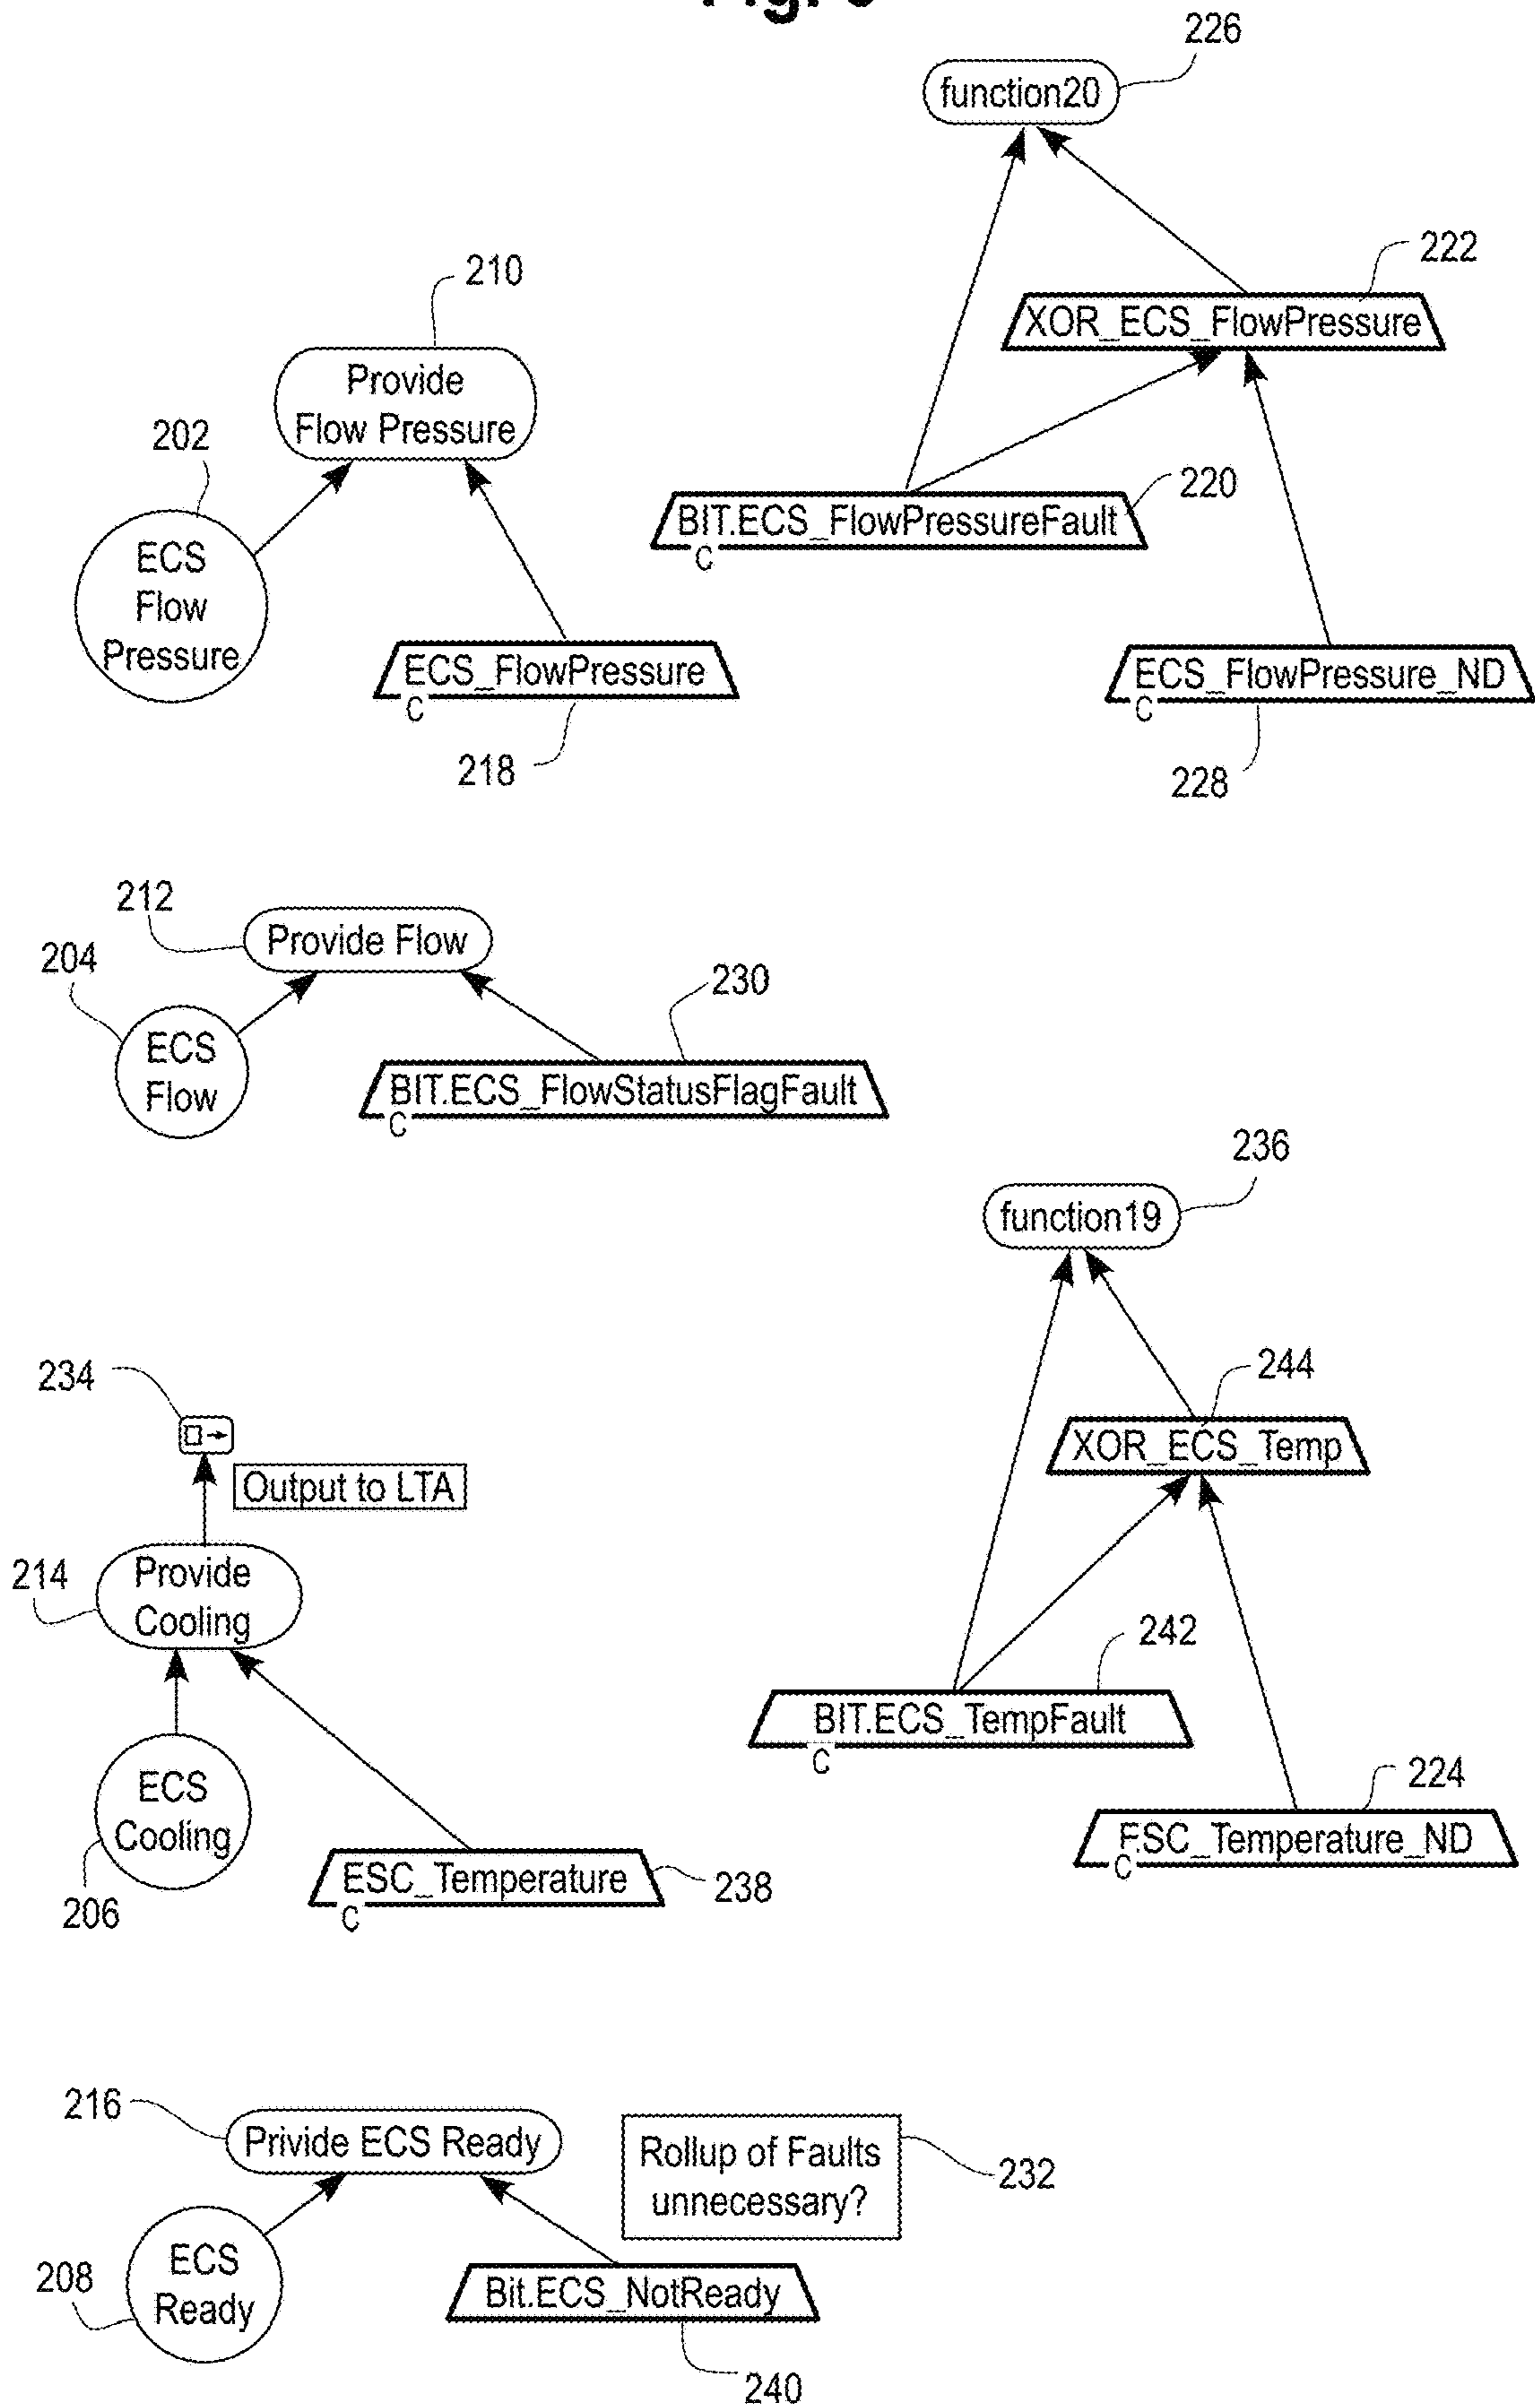 226
function20
222
210
XOR_ECS_FlowPressure
Provide
Flow Pressure
202
220
BIT.ECS_FlowPressureFault
C
ECS
Flow
Pressure
ECS_FlowPressure
C
ECS_FlowPressure_ND
C
218
228
212
Provide Flow
204
230
ECS
Flow
BIT.ECS_FlowStatusFlagFault
C
236
function19
234
244
XOR_ECS_Temp
Output to LTA
214
Provide
Cooling
242
BIT.ECS_TempFault
C
ECS
Cooling
224
ESC_Temperature
C
238
206
F.SC_Temperature_ND
C
216
Privide ECS Ready
Rollup of Faults
unnecessary?
232
208
ECS
Ready
Bit.ECS_NotReady
240